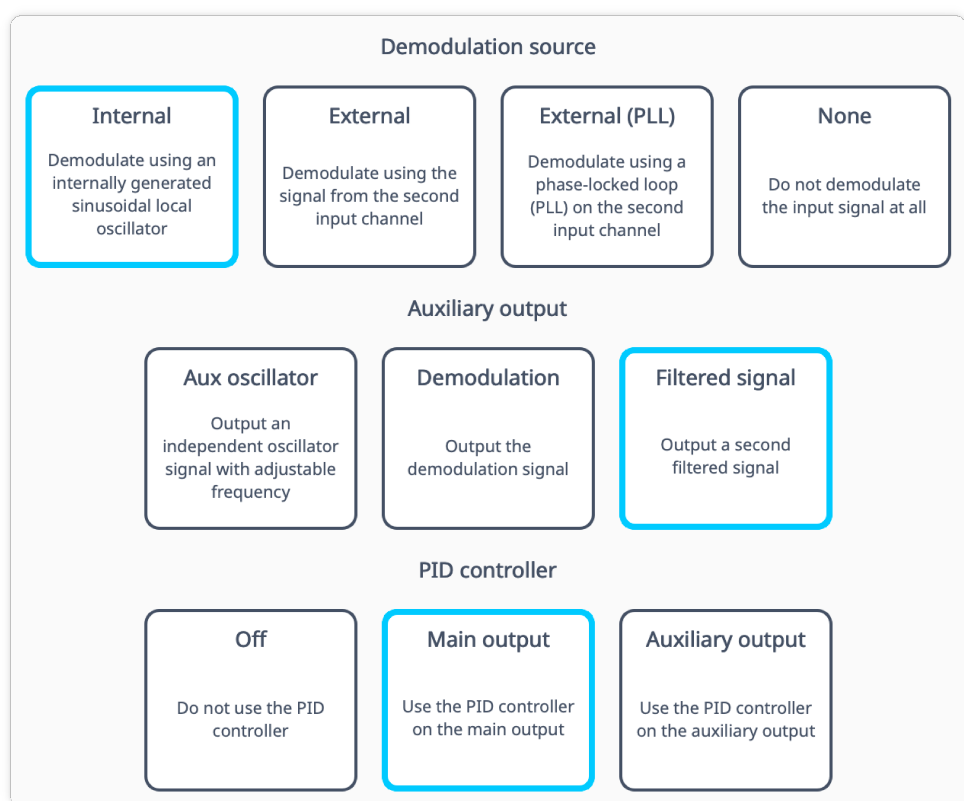 Demodulation source
Internal
Demodulate using an
internally generated
sinusoidal local
oscillator
External
Demodulate using the
signal from the second
input channel
External (PLL)
Demodulate using a
phase-locked loop
(PLL) on the second
input channel
None
Do not demodulate
the input signal at all
Auxiliary output
Aux oscillator
Output an
independent oscillator
signal with adjustable
frequency
Demodulation
Output the
demodulation signal
Filtered signal
Output a second
filtered signal
PID controller
Off
Do not use the PID
controller
Main output
Use the PID controller
on the main output
Auxiliary output
Use the PID controller
on the auxiliary output